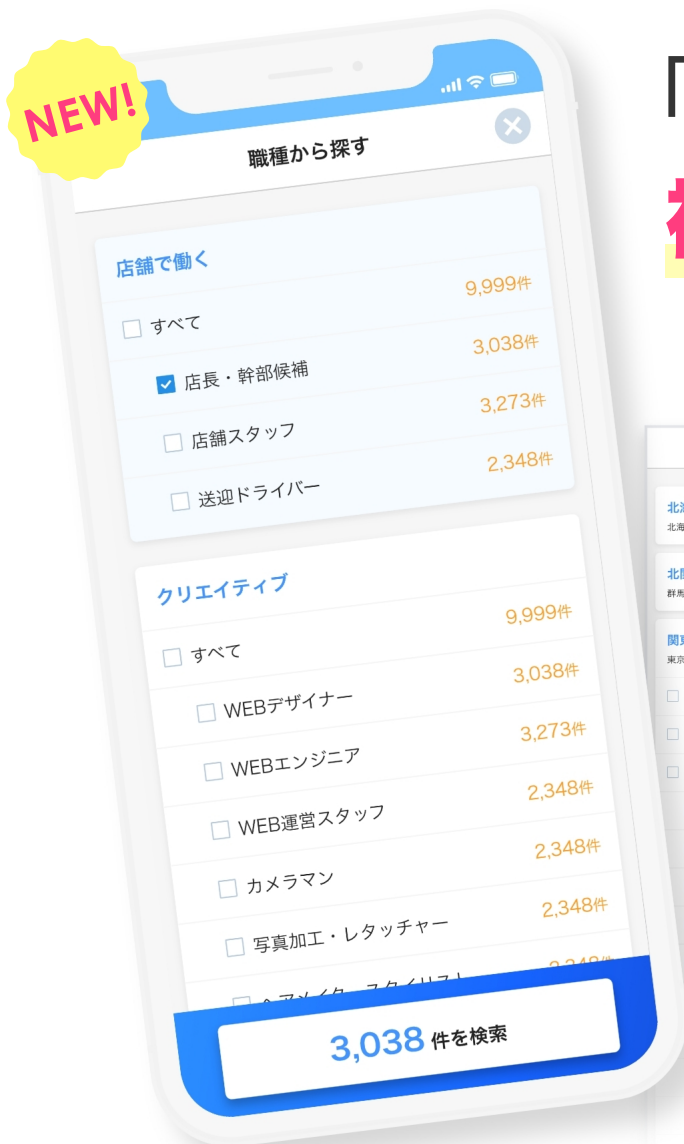 NEW!
職種から探す
店舗で働く
すべて 9,999件
店長・幹部候補 3,038件
店舗スタッフ 3,273件
送迎ドライバー 2,348件
クリエイティブ
すべて 9,999件
WEBデザイナー 3,038件
WEBエンジニア 3,273件
WEB運営スタッフ 2,348件
カメラマン 2,348件
写真加工・レタッチャー 2,348件
3,038 件を検索
「
群馬
東京